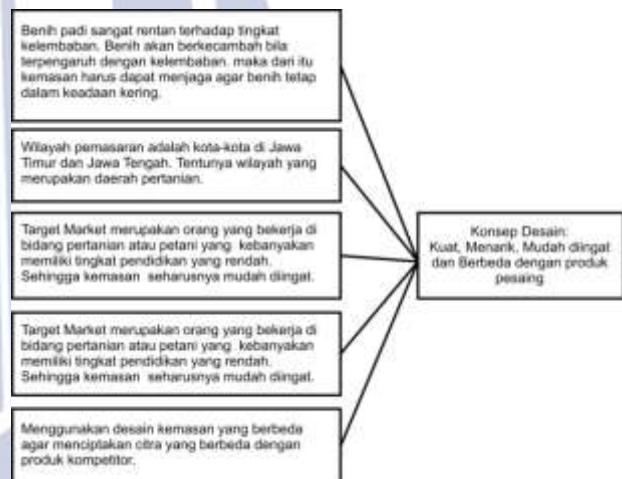 Benih padi sangat rentan terhadap tingkat
kelembaban. Benih akan berkecambah bila
terpengaruh dengan kelembaban. maka dari itu
kemasan harus dapat menjaga agar benih tetap
dalam keadaan kering.
Wilayah pemasaran adalah kota-kota di Jawa
Timur dan Jawa Tengah. Tentunya wilayah yang
merupakan daerah pertanian.
Target Market merupakan orang yang bekerja di
bidang pertanian atau petani yang kebanyakan
memiliki tingkat pendidikan yang rendah.
Sehingga kemasan seharusnya mudah diingat.
Target Market merupakan orang yang bekerja di
bidang pertanian atau petani yang kebanyakan
memiliki tingkat pendidikan yang rendah.
Sehingga kemasan seharusnya mudah diingat.
Menggunakan desain kemasan yang berbeda
agar menciptakan citra yang berbeda dengan
produk kompetitor.
Konsep Desain:
Kuat, Menarik, Mudah diingat
dan Berbeda dengan produk
pesaing